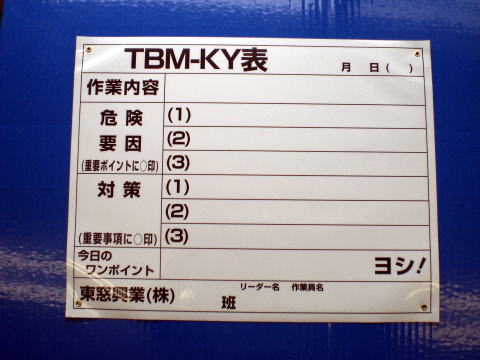 TBM-KY表 月 日( )
作業内容
危険 (1)
要因 (2)
(重要ポイントに○印) (3)
対策 (1)
(2)
(重要事項に○印) (3)
今日の
ワンポイント ヨシ!
東窓興業(株) 班 リーダー名 作業員名